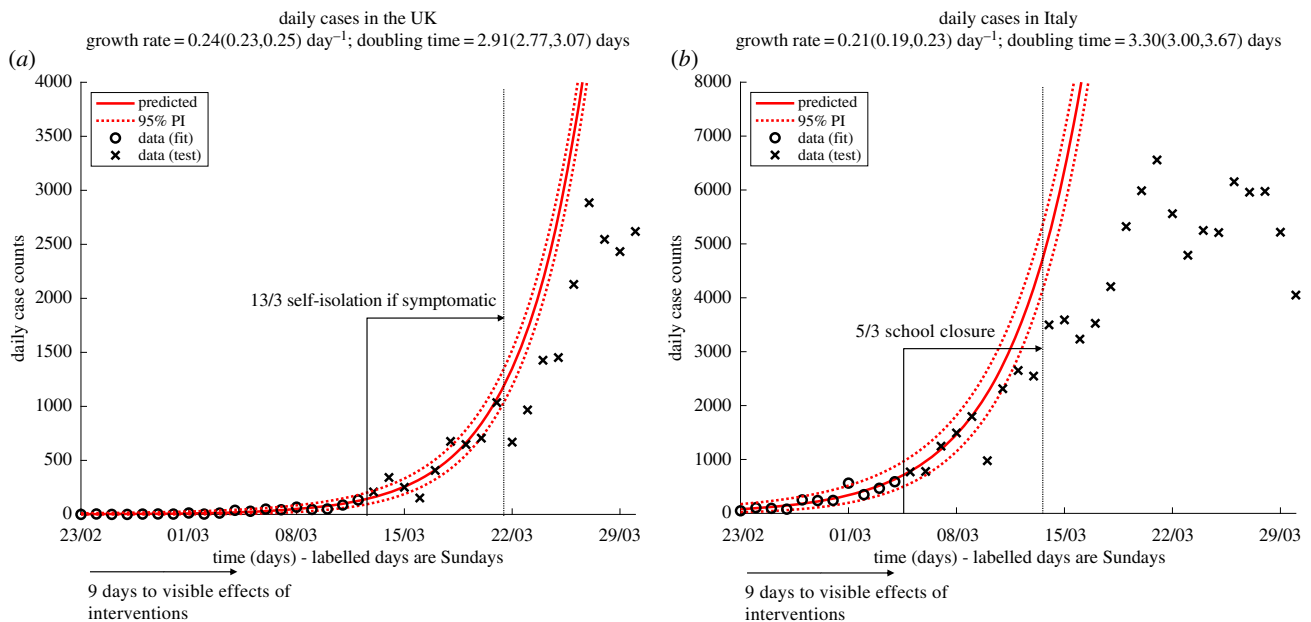 daily cases in the UK
growth rate = 0.24(0.23,0.25) day⁻¹; doubling time = 2.91(2.77,3.07) days
(a)
4000
3500
3000
2500
2000
1500
1000
500
0
daily case counts
predicted
95% PI
data (fit)
data (test)
13/3 self-isolation if symptomatic
23/02
01/03
08/03
15/03
22/03
29/03
time (days) - labelled days are Sundays
9 days to visible effects of
interventions
daily cases in Italy
growth rate = 0.21(0.19,0.23) day⁻¹; doubling time = 3.30(3.00,3.67) days
(b)
8000
7000
6000
5000
4000
3000
2000
1000
0
daily case counts
predicted
95% PI
data (fit)
data (test)
5/3 school closure
23/02
01/03
08/03
15/03
22/03
29/03
time (days) - labelled days are Sundays
9 days to visible effects of
interventions